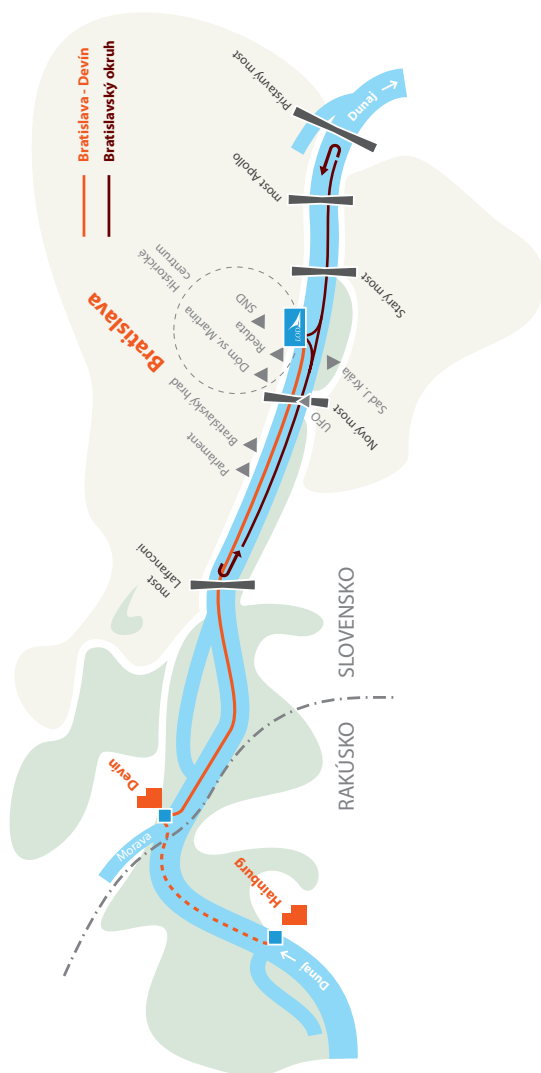 Bratislava - Devín
Bratislavský okruh
Prístavný most
Dunaj →
most Apollo
Historické
centrum
Starý most
SND
Reduta
Dóm sv. Martina
Bratislava
Sad J. Kráľa
UFO
Nový most
Bratislavský hrad
Parlament
most
Lafranconi
SLOVENSKO
RAKÚSKO
Devín
Morava
Hainburg
Dunaj
→